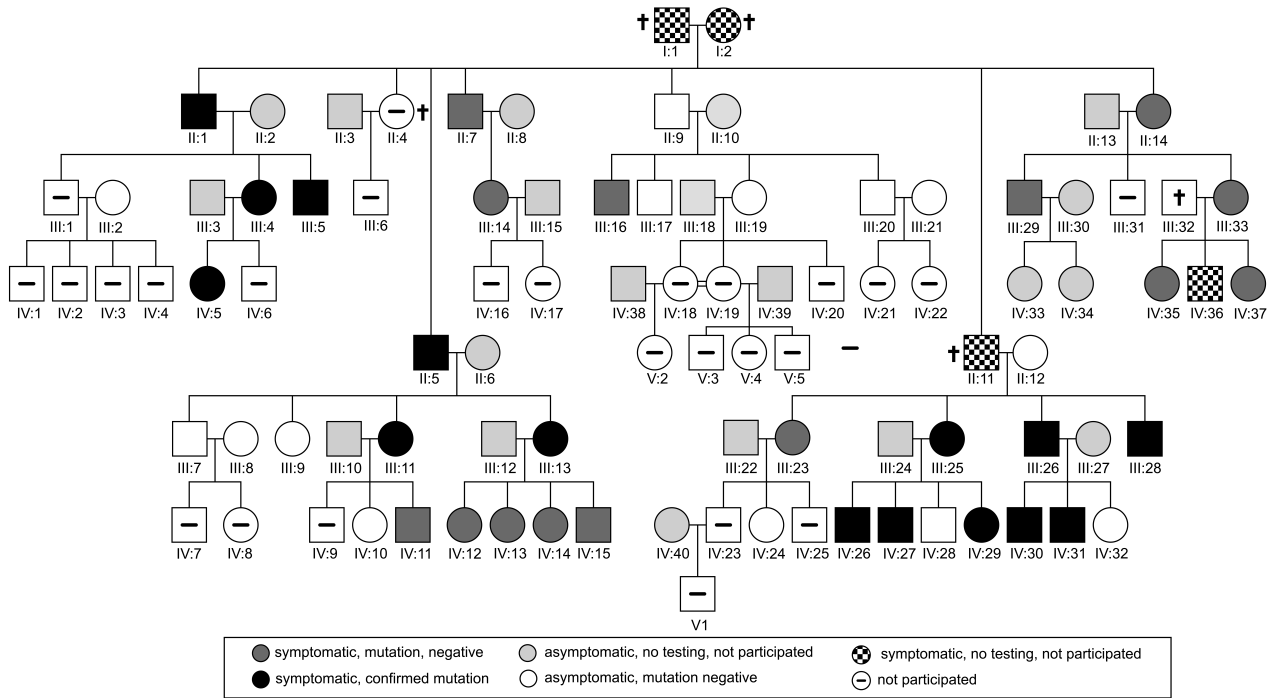 I:1 I:2
II:1 II:2 II:3 II:4 II:7 II:8 II:9 II:10 II:13 II:14
III:1 III:2 III:3 III:4 III:5 III:6 III:14 III:15 III:16 III:17 III:18 III:19 III:20 III:21 III:29 III:30 III:31 III:32 III:33
IV:1 IV:2 IV:3 IV:4 IV:5 IV:6 IV:16 IV:17 IV:38 IV:18 IV:19 IV:39 IV:20 IV:21 IV:22 IV:33 IV:34 IV:35 IV:36 IV:37
II:5 II:6 V:2 V:3 V:4 V:5 II:11 II:12
III:7 III:8 III:9 III:10 III:11 III:12 III:13 III:22 III:23 III:24 III:25 III:26 III:27 III:28
IV:7 IV:8 IV:9 IV:10 IV:11 IV:12 IV:13 IV:14 IV:15 IV:40 IV:23 IV:24 IV:25 IV:26 IV:27 IV:28 IV:29 IV:30 IV:31 IV:32
V1
symptomatic, mutation, negative asymptomatic, no testing, not participated symptomatic, no testing, not participated
symptomatic, confirmed mutation asymptomatic, mutation negative not participated